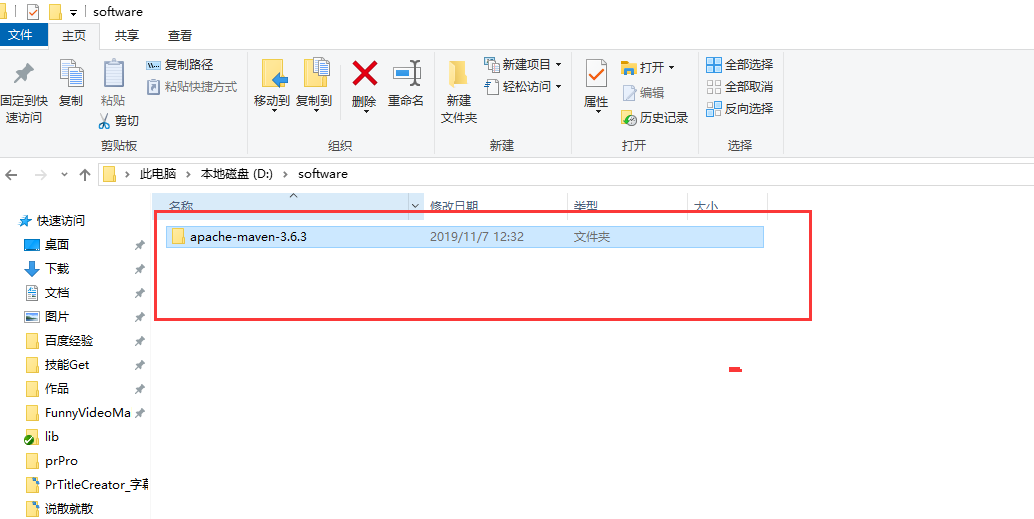 software
文件 主页 共享 查看
固定到快速访问
复制
粘贴
复制路径
粘贴快捷方式
剪切
剪贴板
移动到 复制到 删除 重命名
组织
新建
文件夹
新建项目
轻松访问
新建
属性
打开
编辑
历史记录
打开
全部选择
全部取消
反向选择
选择
此电脑 › 本地磁盘 (D:) › software
名称 修改日期 类型 大小
apache-maven-3.6.3 2019/11/7 12:32 文件夹
快速访问
桌面
下载
文档
图片
百度经验
技能Get
作品
FunnyVideoMa
lib
prPro
PrTitleCreator_字幕
说散就散